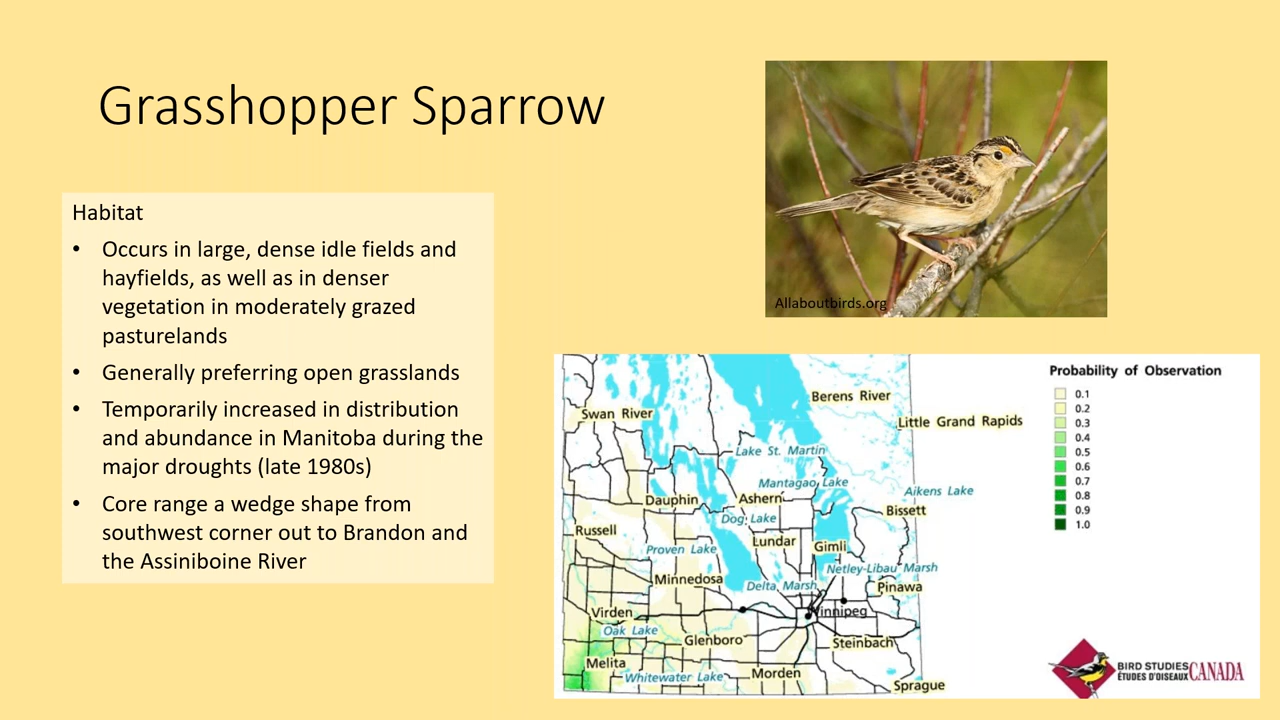 Grasshopper Sparrow
Allaboutbirds.org
Habitat
• Occurs in large, dense idle fields and
hayfields, as well as in denser
vegetation in moderately grazed
pasturelands
• Generally preferring open grasslands
• Temporarily increased in distribution
and abundance in Manitoba during the
major droughts (late 1980s)
• Core range a wedge shape from
southwest corner out to Brandon and
the Assiniboine River
Probability of Observation
0.1
0.2
0.3
0.4
0.5
0.6
0.7
0.8
0.9
1.0
Berens River
Swan River
Little Grand Rapids
Lake St. Martin
Mantagao Lake
Aikens Lake
Dauphin
Ashern
Bissett
Dog Lake
Russell
Lundar
Gimli
Proven Lake
Netley-Libau Marsh
Minnedosa
Delta Marsh
Pinawa
Virden
Winnipeg
Oak Lake
Glenboro
Steinbach
Melita
Whitewater Lake
Morden
Sprague
BIRD STUDIES
ÉTUDES D'OISEAUX
CANADA